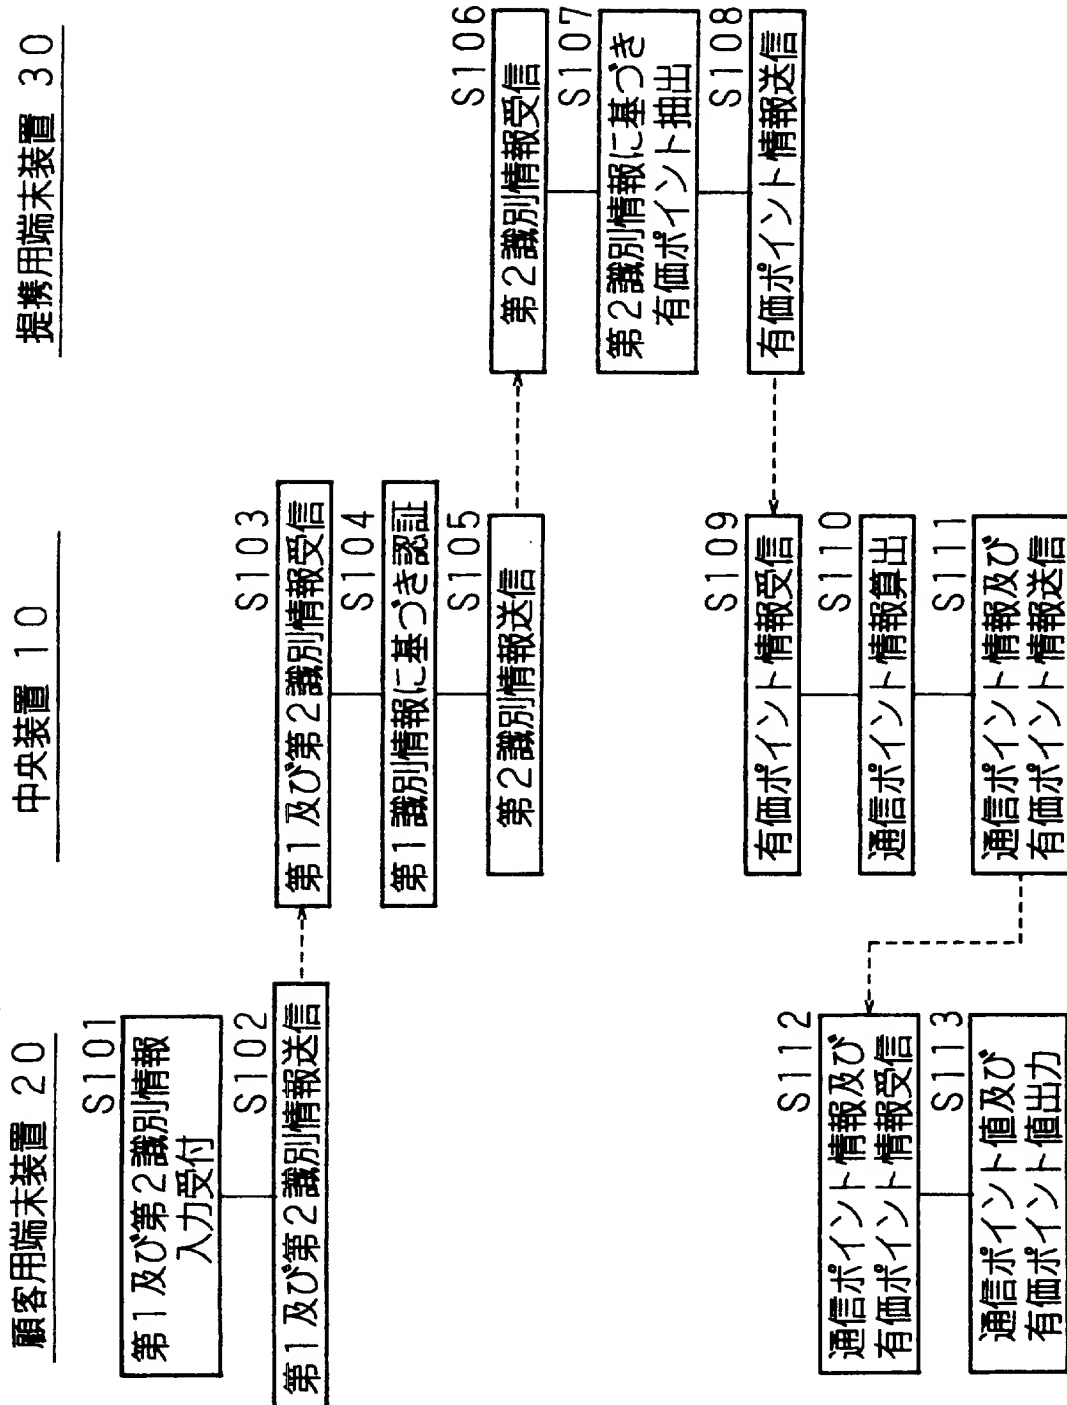 顧客用端末装置 20
中央装置 10
提携用端末装置 30
S101
第1及び第2識別情報
入力受付
S102
第1及び第2識別情報送信
S103
第1及び第2識別情報受信
S104
第1識別情報に基づき認証
S105
第2識別情報送信
S106
第2識別情報受信
S107
第2識別情報に基づき
有価ポイント抽出
S108
有価ポイント情報送信
S109
有価ポイント情報受信
S110
通信ポイント情報算出
S111
通信ポイント情報及び
有価ポイント情報送信
S112
通信ポイント情報及び
有価ポイント情報受信
S113
通信ポイント値及び
有価ポイント値出力